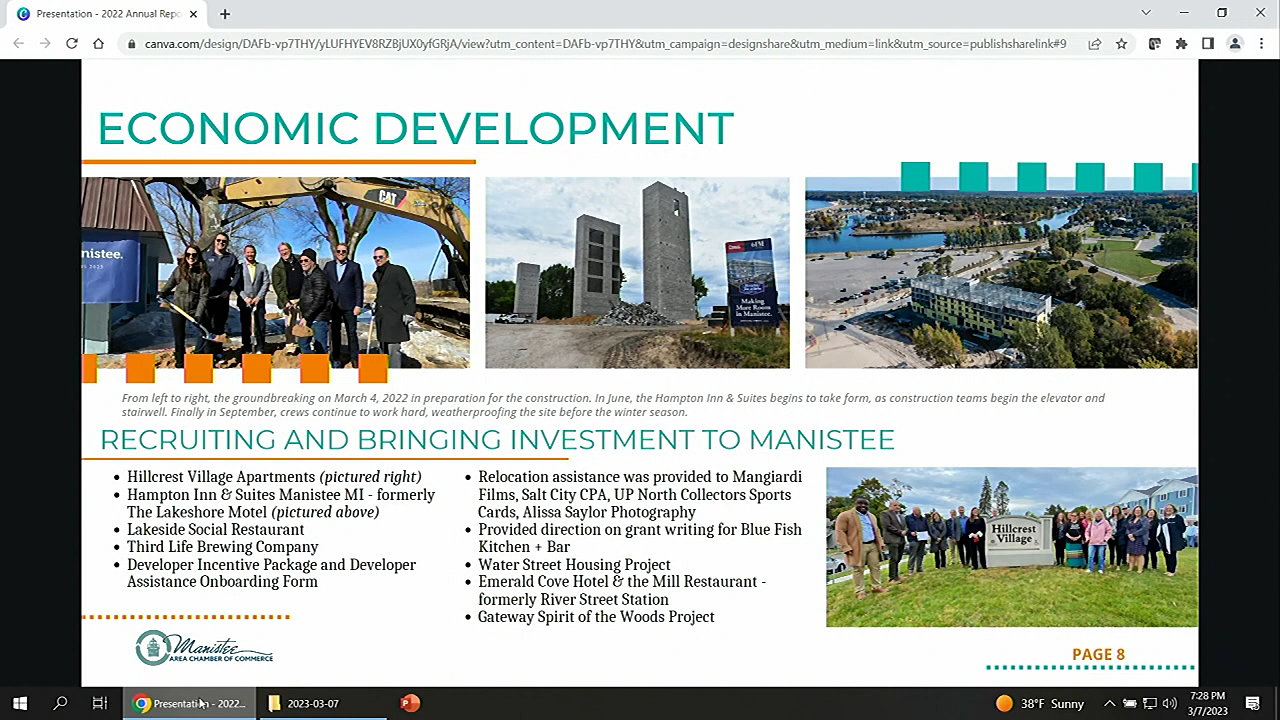 Presentation - 2022 Annual Repo
canva.com/design/DAFb-vp7THY/yLUFHYEV8RZBjUX0yfGRjA/view?utm_content=DAFb-vp7THY&utm_campaign=designshare&utm_medium=link&utm_source=publishsharelink#9
ECONOMIC DEVELOPMENT
CAT
nistee.
6PM
Making
More Room
in Manistee.
From left to right, the groundbreaking on March 4, 2022 in preparation for the construction. In June, the Hampton Inn & Suites begins to take form, as construction teams begin the elevator and
stairwell. Finally in September, crews continue to work hard, weatherproofing the site before the winter season.
RECRUITING AND BRINGING INVESTMENT TO MANISTEE
• Hillcrest Village Apartments (pictured right)
• Hampton Inn & Suites Manistee MI - formerly
The Lakeshore Motel (pictured above)
• Lakeside Social Restaurant
• Third Life Brewing Company
• Developer Incentive Package and Developer
Assistance Onboarding Form
• Relocation assistance was provided to Mangiardi
Films, Salt City CPA, UP North Collectors Sports
Cards, Alissa Saylor Photography
• Provided direction on grant writing for Blue Fish
Kitchen + Bar
• Water Street Housing Project
• Emerald Cove Hotel & the Mill Restaurant -
formerly River Street Station
• Gateway Spirit of the Woods Project
Hillcrest
Village
Manistee
AREA CHAMBER OF COMMERCE
PAGE 8
Presentation - 2022...
2023-03-07
38°F Sunny
7:28 PM
3/7/2023